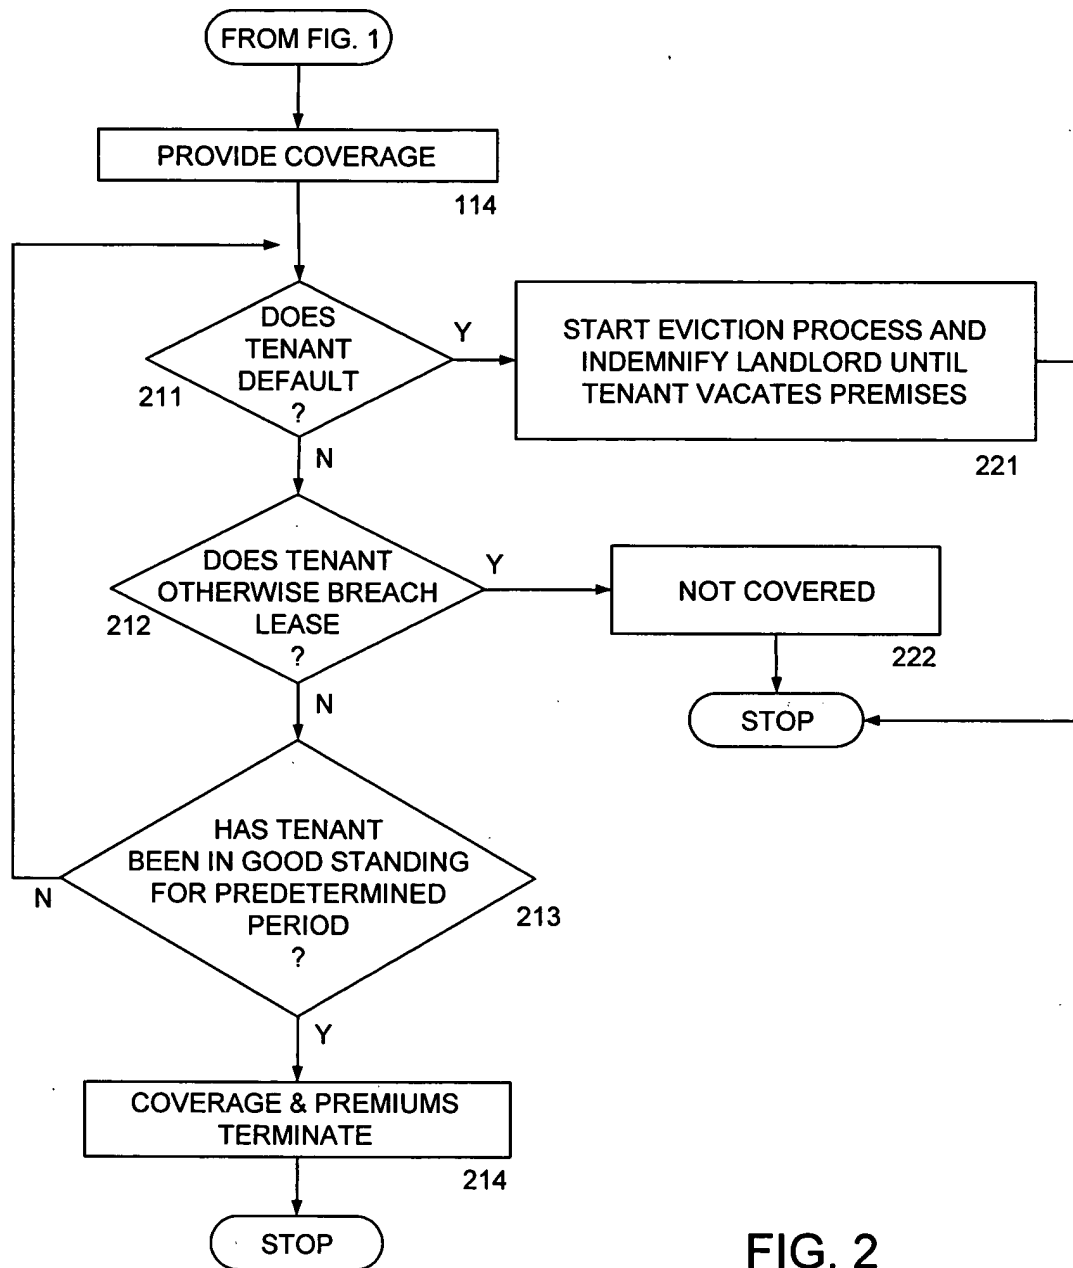 FROM FIG. 1
PROVIDE COVERAGE
114
DOES
TENANT
DEFAULT
?
211
Y
START EVICTION PROCESS AND
INDEMNIFY LANDLORD UNTIL
TENANT VACATES PREMISES
221
N
DOES TENANT
OTHERWISE BREACH
LEASE
?
212
Y
NOT COVERED
222
STOP
N
HAS TENANT
BEEN IN GOOD STANDING
FOR PREDETERMINED
PERIOD
?
N
213
Y
COVERAGE & PREMIUMS
TERMINATE
214
STOP
FIG. 2